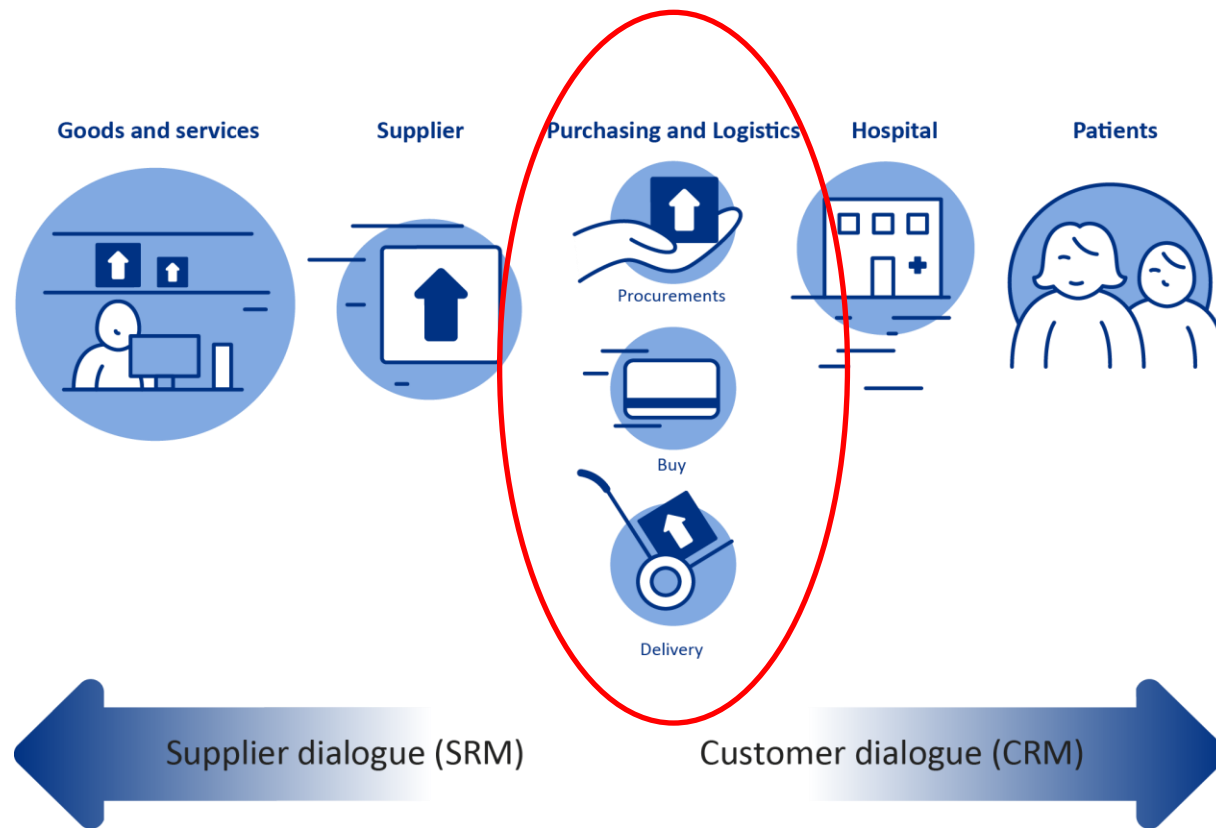 Goods and services
Supplier
Purchasing and Logistics
Hospital
Patients
Procurements
Buy
Delivery
Supplier dialogue (SRM)
Customer dialogue (CRM)